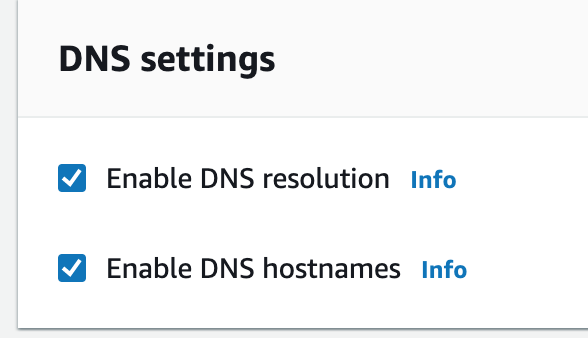 DNS settings
Enable DNS resolution Info
Enable DNS hostnames Info